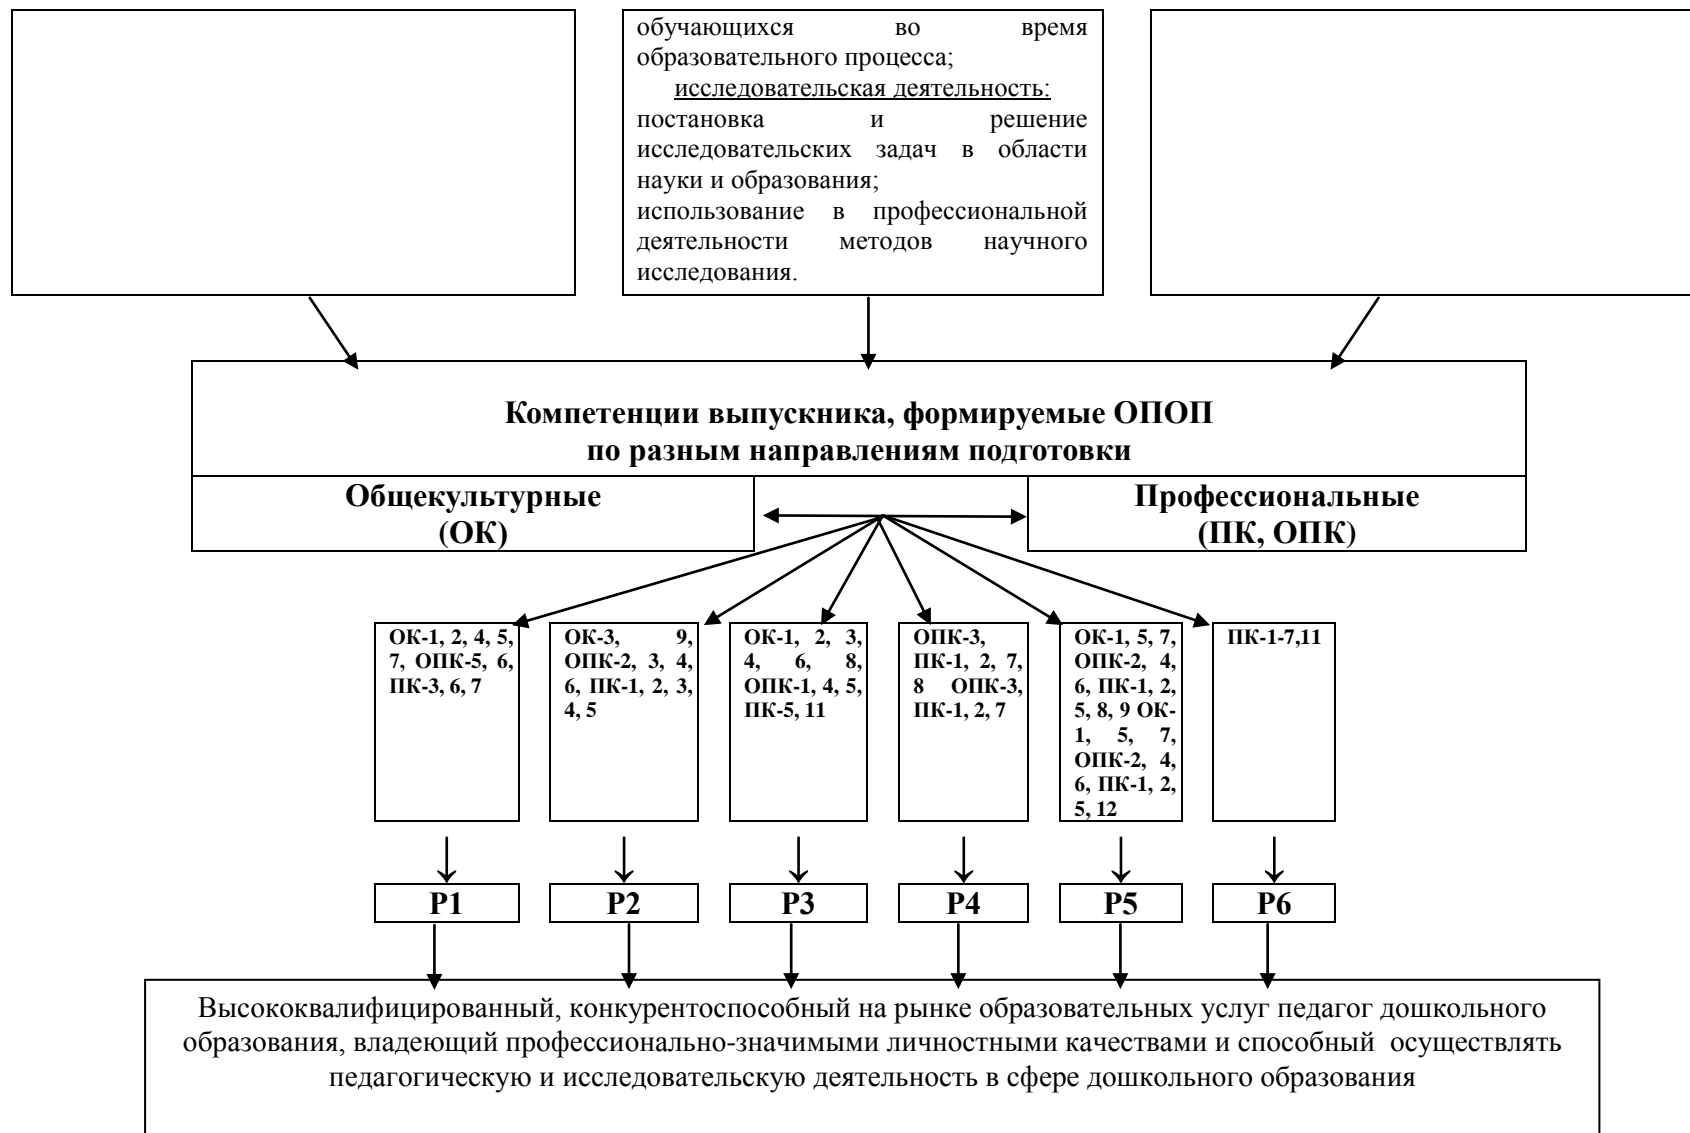 обучающихся во время
образовательного процесса;
исследовательская деятельность:
постановка и решение
исследовательских задач в области
науки и образования;
использование в профессиональной
деятельности методов научного
исследования.
Компетенции выпускника, формируемые ОПОП
по разным направлениям подготовки
Общекультурные
(ОК)
Профессиональные
(ПК, ОПК)
ОК-1, 2, 4, 5,
7, ОПК-5, 6,
ПК-3, 6, 7
ОК-3, 9,
ОПК-2, 3, 4,
6, ПК-1, 2, 3,
4, 5
ОК-1, 2, 3,
4, 6, 8,
ОПК-1, 4, 5,
ПК-5, 11
ОПК-3,
ПК-1, 2, 7,
8 ОПК-3,
ПК-1, 2, 7
ОК-1, 5, 7,
ОПК-2, 4,
6, ПК-1, 2,
5, 8, 9 ОК-
1, 5, 7,
ОПК-2, 4,
6, ПК-1, 2,
5, 12
ПК-1-7,11
Р1
Р2
Р3
Р4
Р5
Р6
Высококвалифицированный, конкурентоспособный на рынке образовательных услуг педагог дошкольного
образования, владеющий профессионально-значимыми личностными качествами и способный осуществлять
педагогическую и исследовательскую деятельность в сфере дошкольного образования